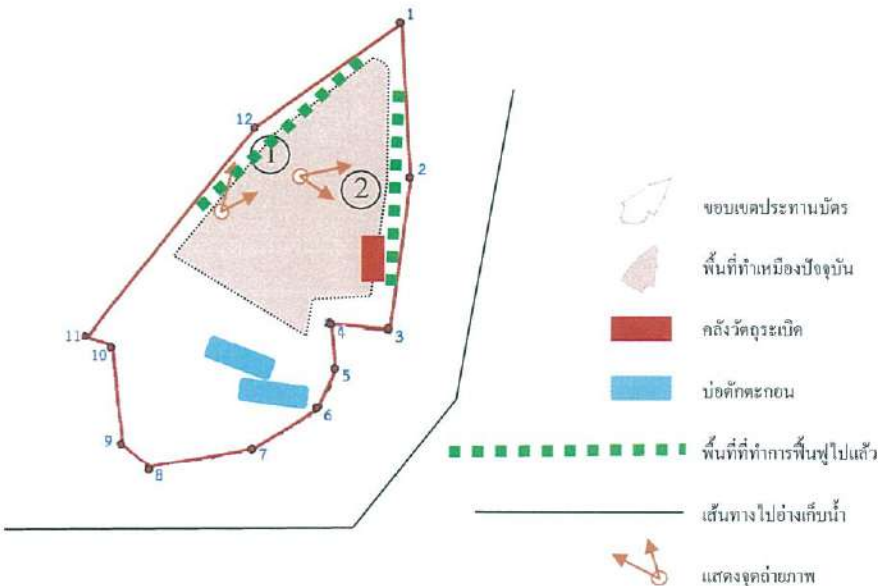 1
12
①
2
②
11
10
4
3
5
6
9
7
8
ขอบเขตประทานบัตร
พื้นที่ทำเหมืองปัจจุบัน
คลังวัตถุระเบิด
บ่อดักตะกอน
พื้นที่ที่ทำการฟื้นฟูไปแล้ว
เส้นทางไปอ่างเก็บน้ำ
แสดงจุดถ่ายภาพ